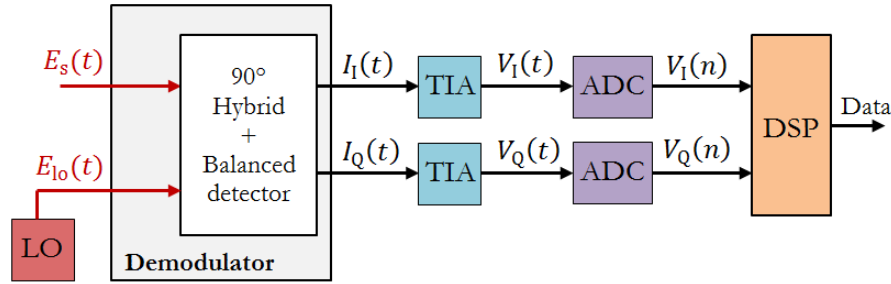 E_s(t)
E_lo(t)
LO
90°
Hybrid
+
Balanced
detector
Demodulator
I_I(t)
TIA
V_I(t)
ADC
V_I(n)
I_Q(t)
TIA
V_Q(t)
ADC
V_Q(n)
DSP
Data